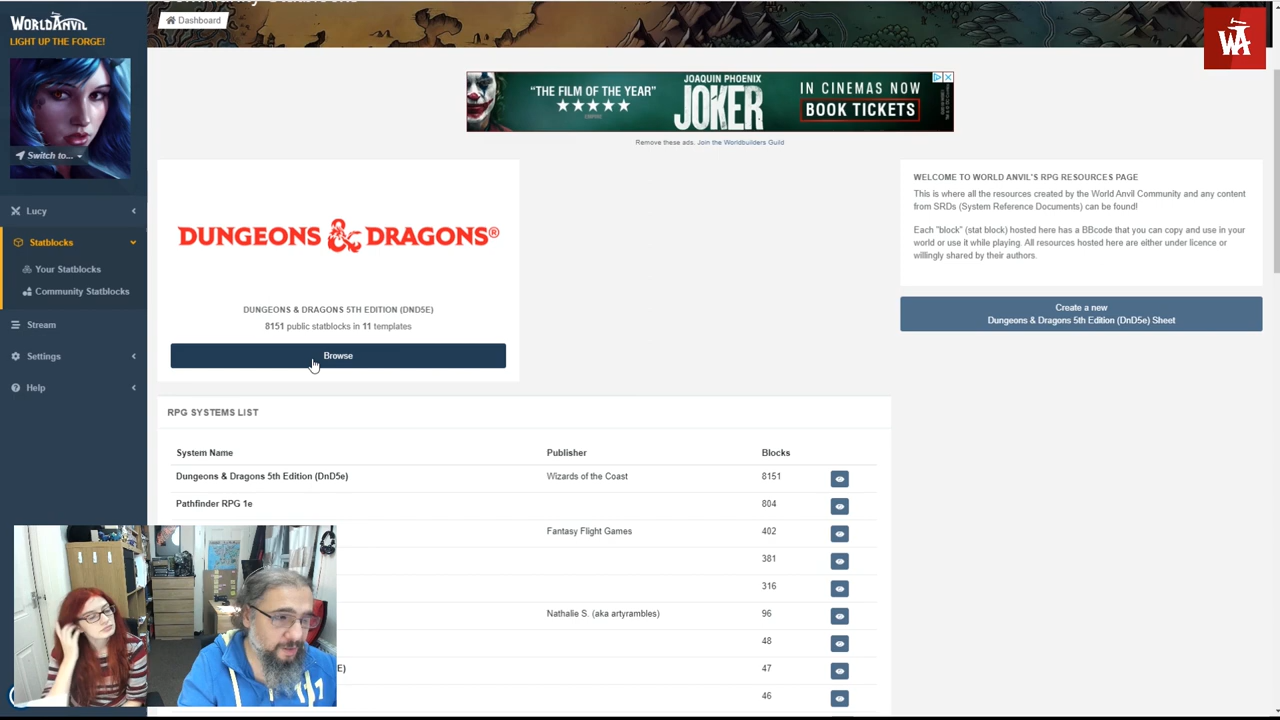 WORLDANVIL
LIGHT UP THE FORGE!
Switch to...
Lucy
Statblocks
Your Statblocks
Community Statblocks
Stream
Settings
Help
Dashboard
WA
"THE FILM OF THE YEAR"
★★★★★
JOAQUIN PHOENIX
JOKER
IN CINEMAS NOW
BOOK TICKETS
Remove these ads. Join the Worldbuilders Guild
DUNGEONS & DRAGONS®
DUNGEONS & DRAGONS 5TH EDITION (DND5E)
8151 public statblocks in 11 templates
Browse
WELCOME TO WORLD ANVIL'S RPG RESOURCES PAGE
This is where all the resources created by the World Anvil Community and any content
from SRDs (System Reference Documents) can be found!
Each "block" (stat block) hosted here has a BBcode that you can copy and use in your
world or use it while playing. All resources hosted here are either under licence or
willingly shared by their authors.
Create a new
Dungeons & Dragons 5th Edition (DnD5e) Sheet
RPG SYSTEMS LIST
System Name Publisher Blocks
Dungeons & Dragons 5th Edition (DnD5e) Wizards of the Coast 8151
Pathfinder RPG 1e 804
Fantasy Flight Games 402
381
316
Nathalie S. (aka artyrambles) 96
48
E) 47
46